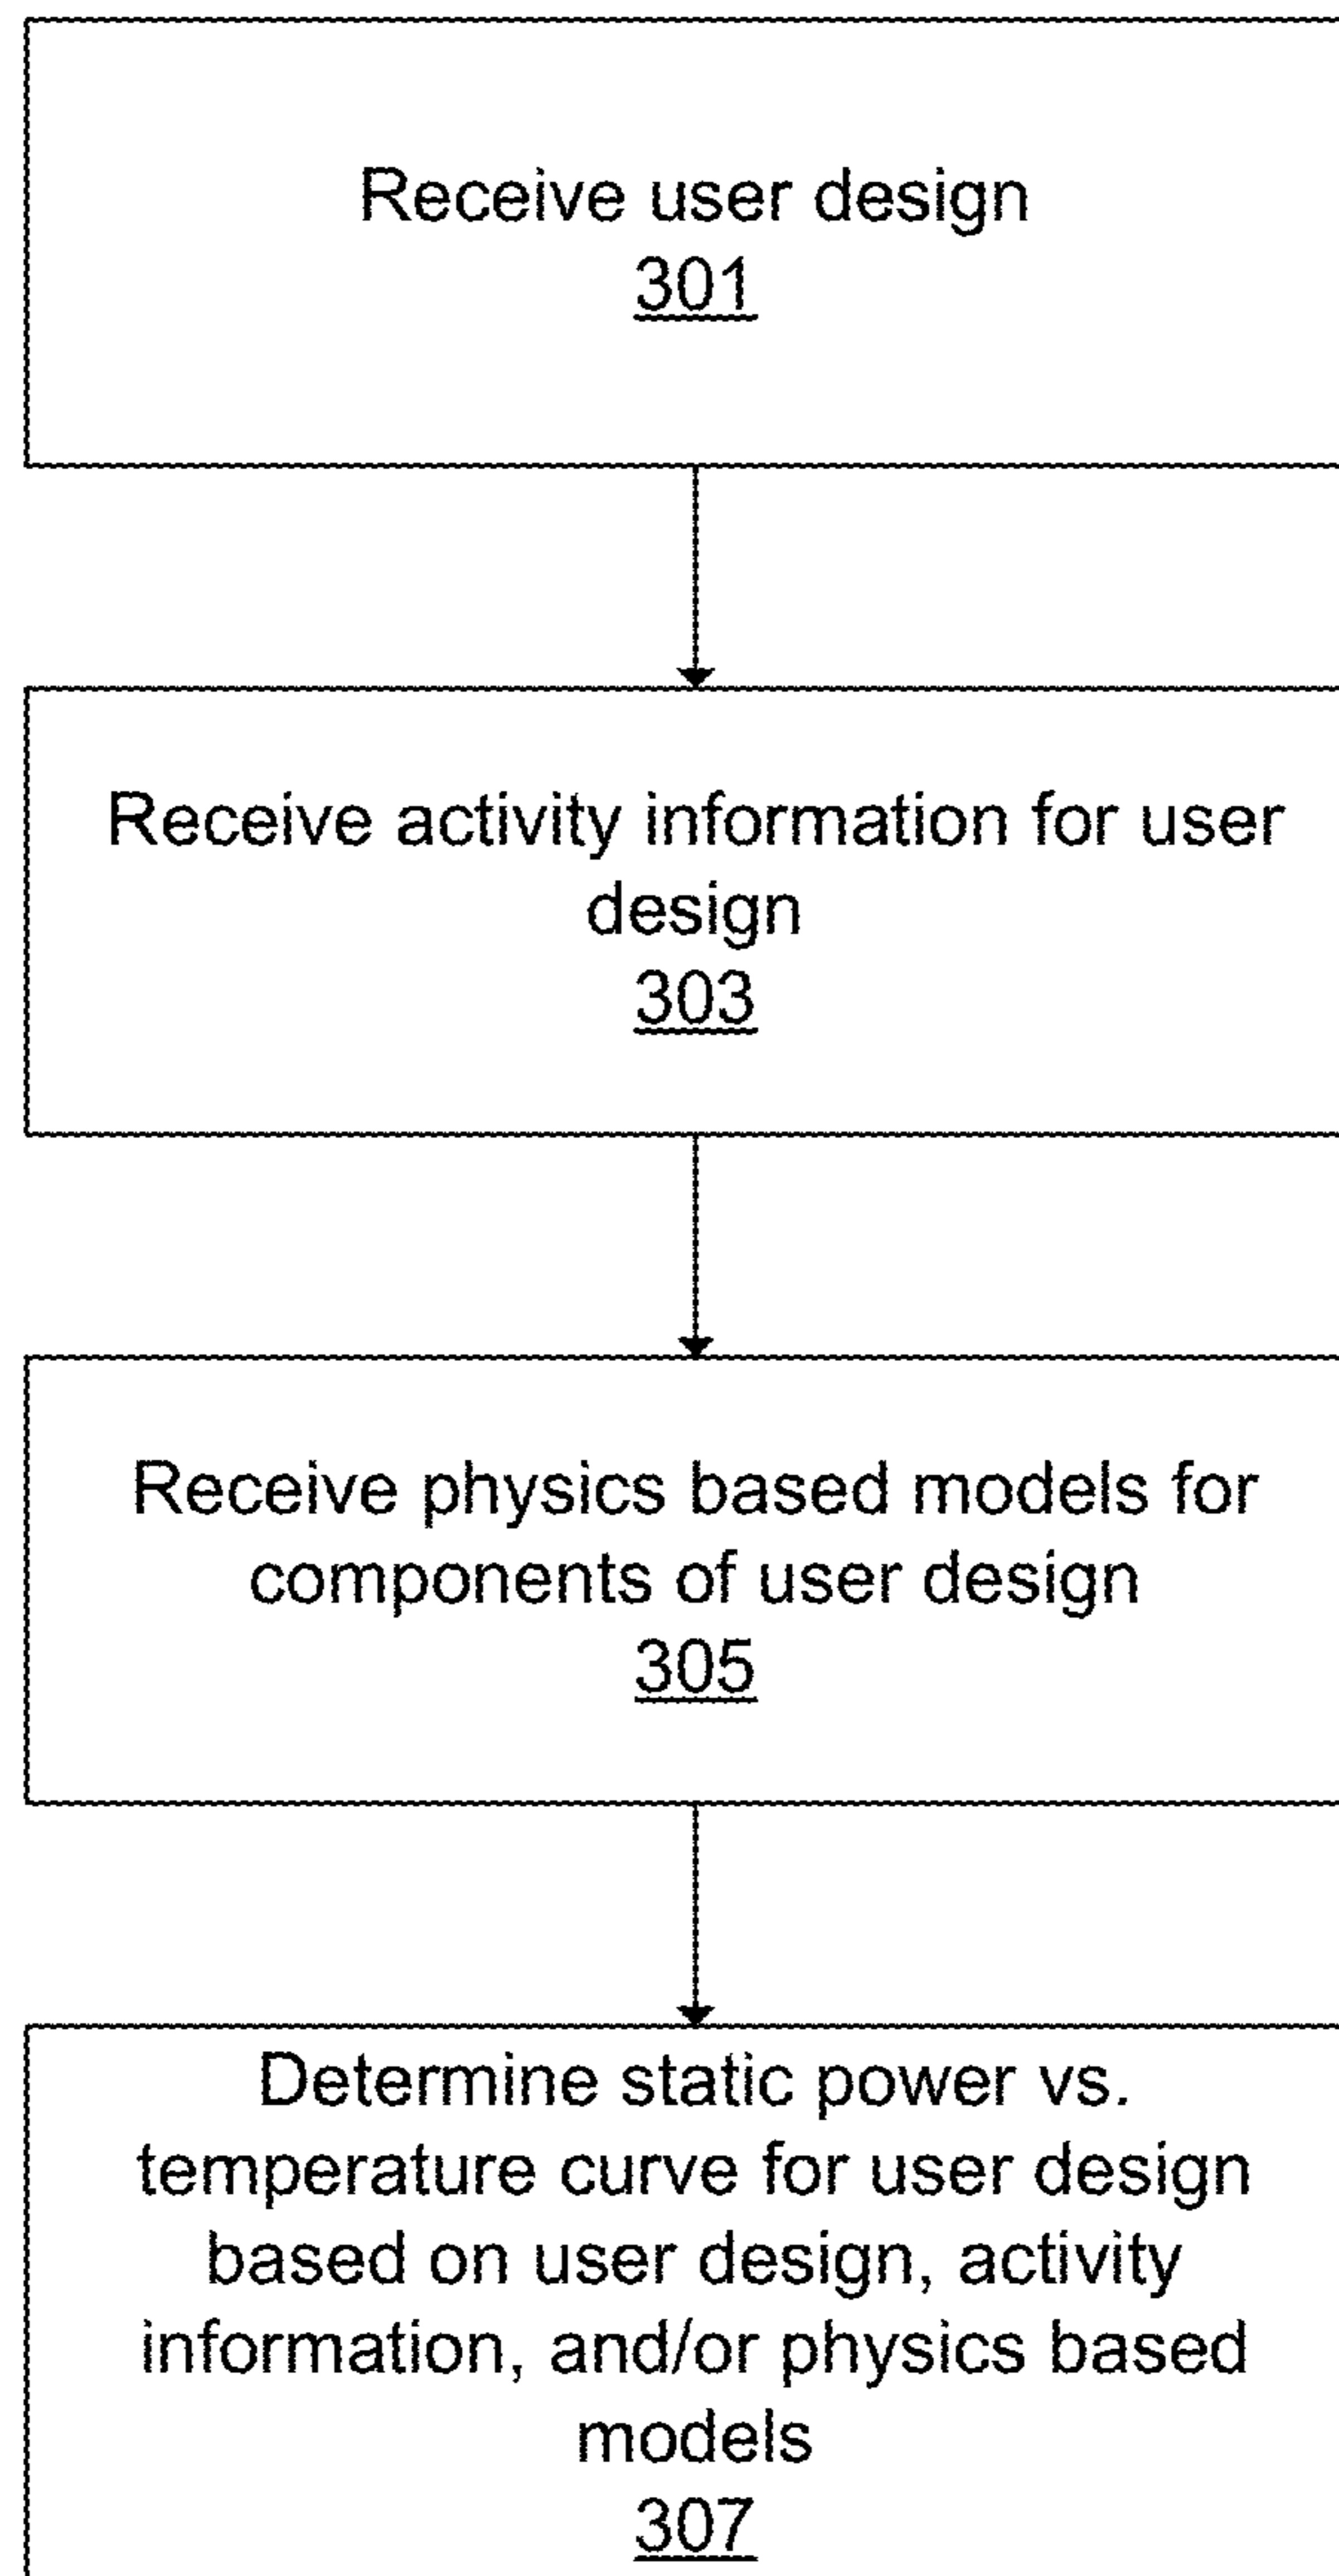 Receive user design
301
Receive activity information for user
design
303
Receive physics based models for
components of user design
305
Determine static power vs.
temperature curve for user design
based on user design, activity
information, and/or physics based
models
307